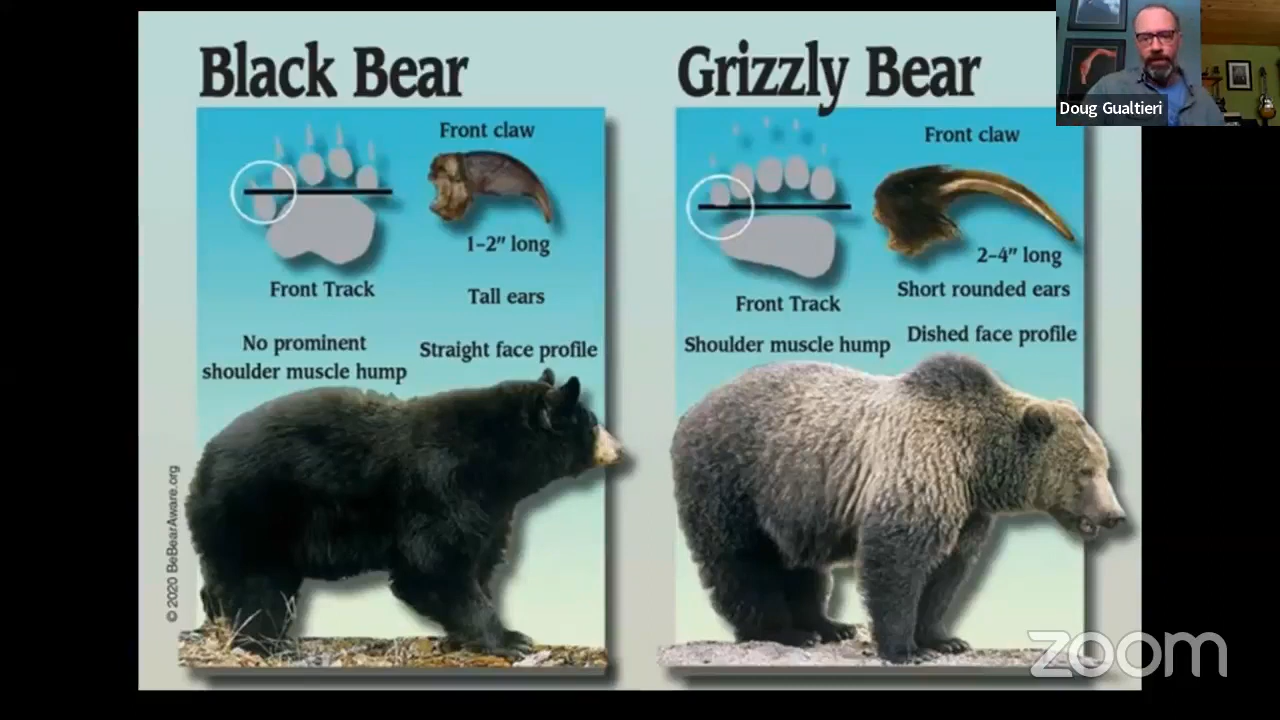 Black Bear
Front claw
1–2" long
Front Track
Tall ears
No prominent
shoulder muscle hump
Straight face profile
© 2020 BeBearAware.org
Grizzly Bear
Front claw
2–4" long
Front Track
Short rounded ears
Shoulder muscle hump
Dished face profile
Doug Gualtieri
zoom